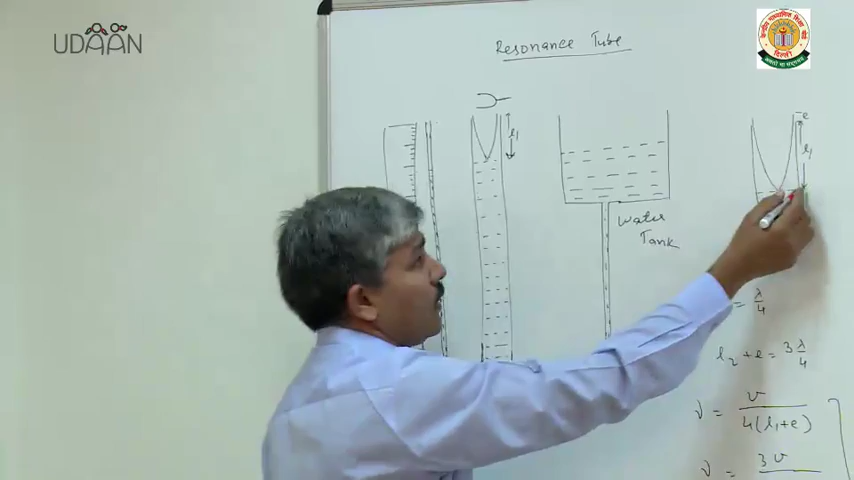 UDAAN
Resonance Tube
e
l₁
l₁
Water
Tank
= λ/4
l₂ + e = 3λ/4
ν = v / 4(l₁+e)
ν = 3v